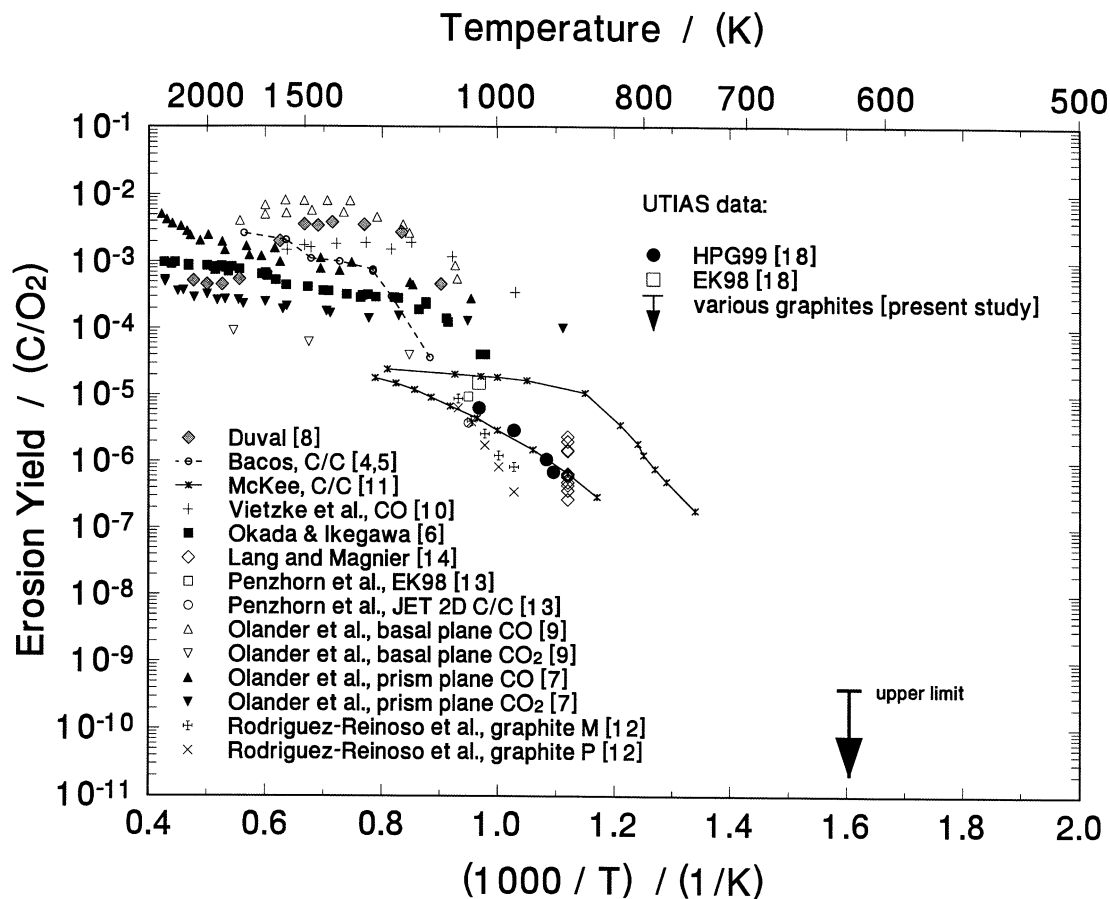 Temperature / (K)
2000 1500 1000 800 700 600 500
10-1
10-2
10-3
10-4
10-5
10-6
10-7
10-8
10-9
10-10
10-11
Erosion Yield / (C/O2)
UTIAS data:
HPG99 [18]
EK98 [18]
various graphites [present study]
Duval [8]
Bacos, C/C [4,5]
McKee, C/C [11]
Vietzke et al., CO [10]
Okada & Ikegawa [6]
Lang and Magnier [14]
Penzhorn et al., EK98 [13]
Penzhorn et al., JET 2D C/C [13]
Olander et al., basal plane CO [9]
Olander et al., basal plane CO2 [9]
Olander et al., prism plane CO [7]
Olander et al., prism plane CO2 [7]
Rodriguez-Reinoso et al., graphite M [12]
Rodriguez-Reinoso et al., graphite P [12]
upper limit
0.4 0.6 0.8 1.0 1.2 1.4 1.6 1.8 2.0
(1000 / T) / (1/K)